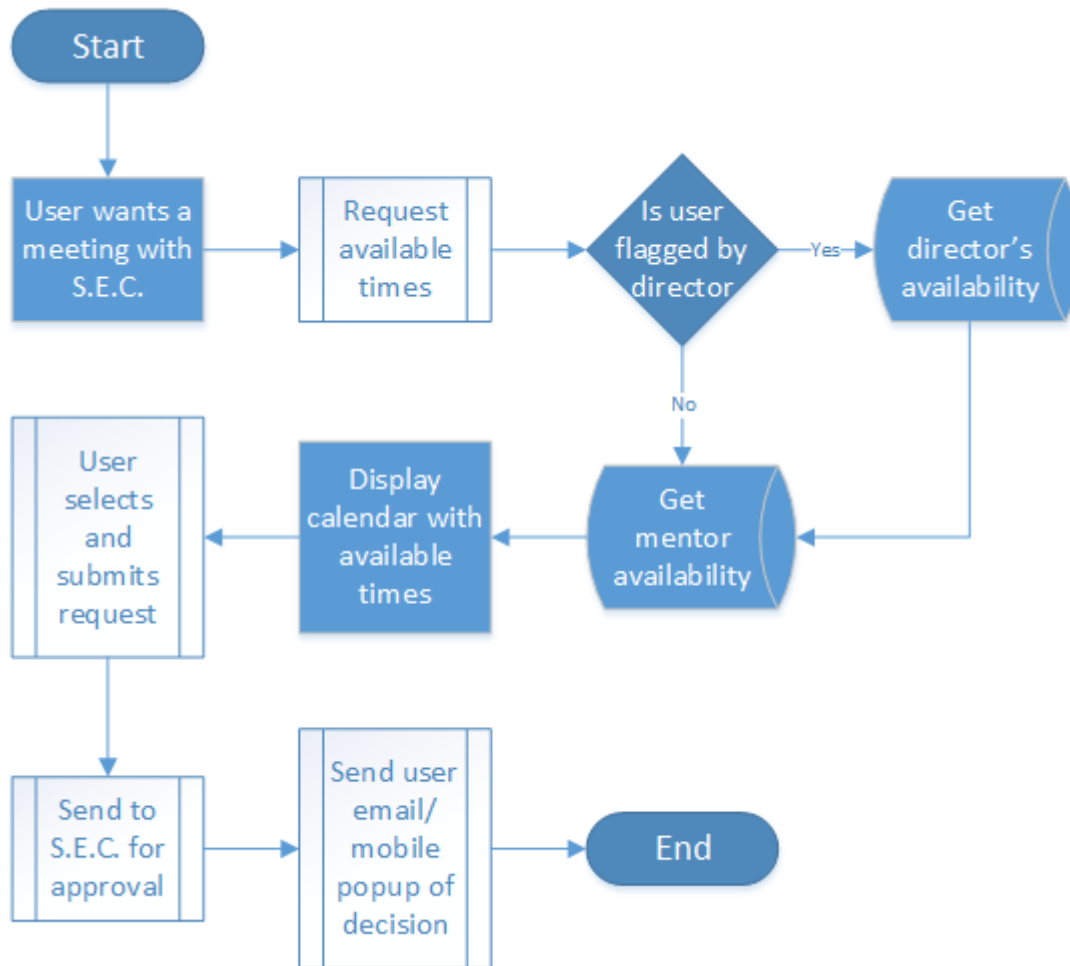 Start
User wants a
meeting with
S.E.C.
Request
available
times
Is user
flagged by
director
Yes
Get
director’s
availability
No
User
selects
and
submits
request
Display
calendar with
available
times
Get
mentor
availability
Send to
S.E.C. for
approval
Send user
email/
mobile
popup of
decision
End